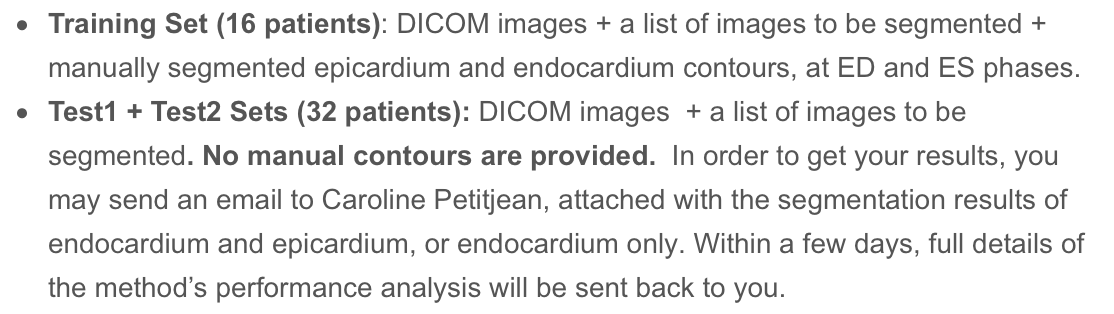 • Training Set (16 patients): DICOM images + a list of images to be segmented +
manually segmented epicardium and endocardium contours, at ED and ES phases.
• Test1 + Test2 Sets (32 patients): DICOM images  + a list of images to be
segmented. No manual contours are provided.  In order to get your results, you
may send an email to Caroline Petitjean, attached with the segmentation results of
endocardium and epicardium, or endocardium only. Within a few days, full details of
the method’s performance analysis will be sent back to you.